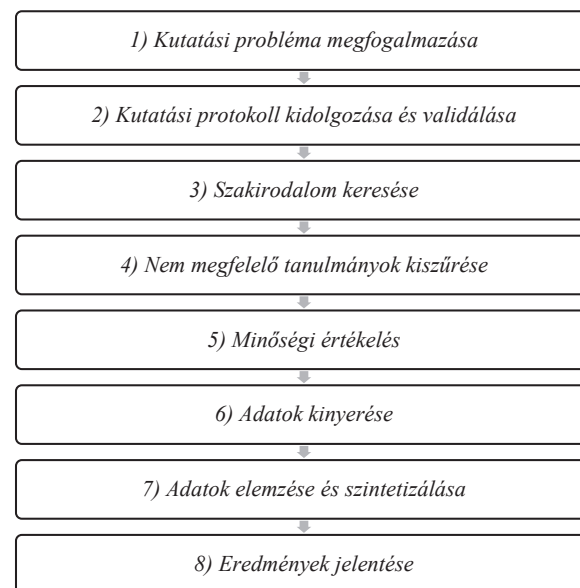 1) Kutatási probléma megfogalmazása
2) Kutatási protokoll kidolgozása és validálása
3) Szakirodalom keresése
4) Nem megfelelő tanulmányok kiszűrése
5) Minőségi értékelés
6) Adatok kinyerése
7) Adatok elemzése és szintetizálása
8) Eredmények jelentése